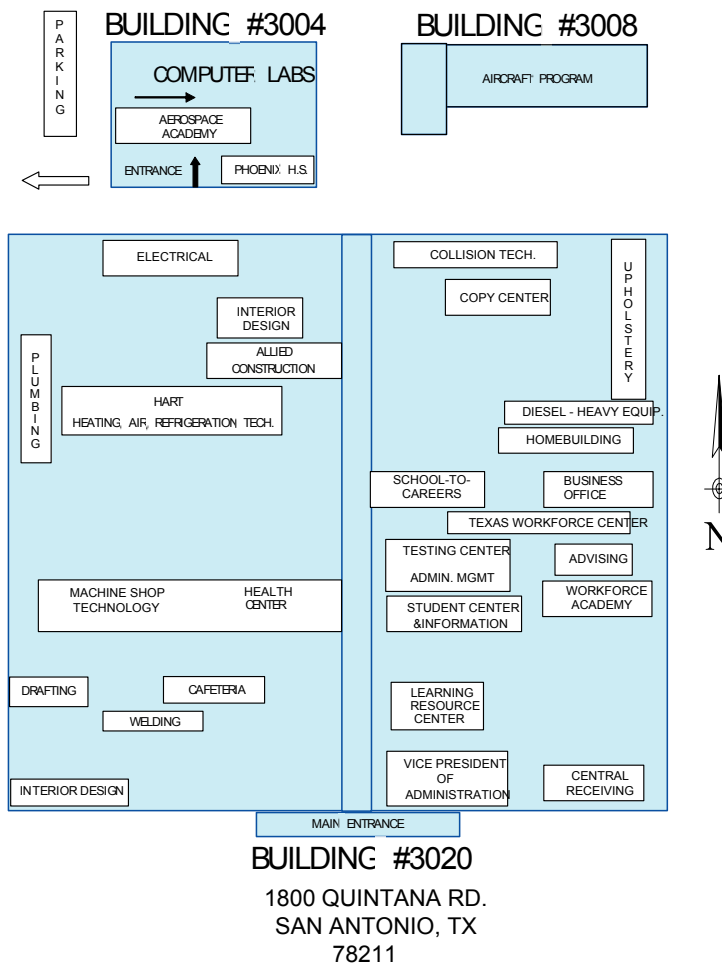 BUILDING #3004
BUILDING #3008
PARKING
COMPUTER LABS
AIRCRAFT PROGRAM
AEROSPACE
ACADEMY
ENTRANCE
PHOENIX H.S.
ELECTRICAL
COLLISION TECH.
UPHOLSTERY
COPY CENTER
INTERIOR
DESIGN
PLUMBING
ALLIED
CONSTRUCTION
HART
HEATING, AIR, REFRIGERATION TECH.
DIESEL - HEAVY EQUIP.
HOMEBUILDING
SCHOOL-TO-
CAREERS
BUSINESS
OFFICE
N
TEXAS WORKFORCE CENTER
TESTING CENTER
ADMIN. MGMT
ADVISING
MACHINE SHOP
TECHNOLOGY
HEALTH
CENTER
WORKFORCE
ACADEMY
STUDENT CENTER
&INFORMATION
DRAFTING
CAFETERIA
WELDING
LEARNING
RESOURCE
CENTER
INTERIOR DESIGN
VICE PRESIDENT
OF
ADMINISTRATION
CENTRAL
RECEIVING
MAIN ENTRANCE
BUILDING #3020
1800 QUINTANA RD.
SAN ANTONIO, TX
78211